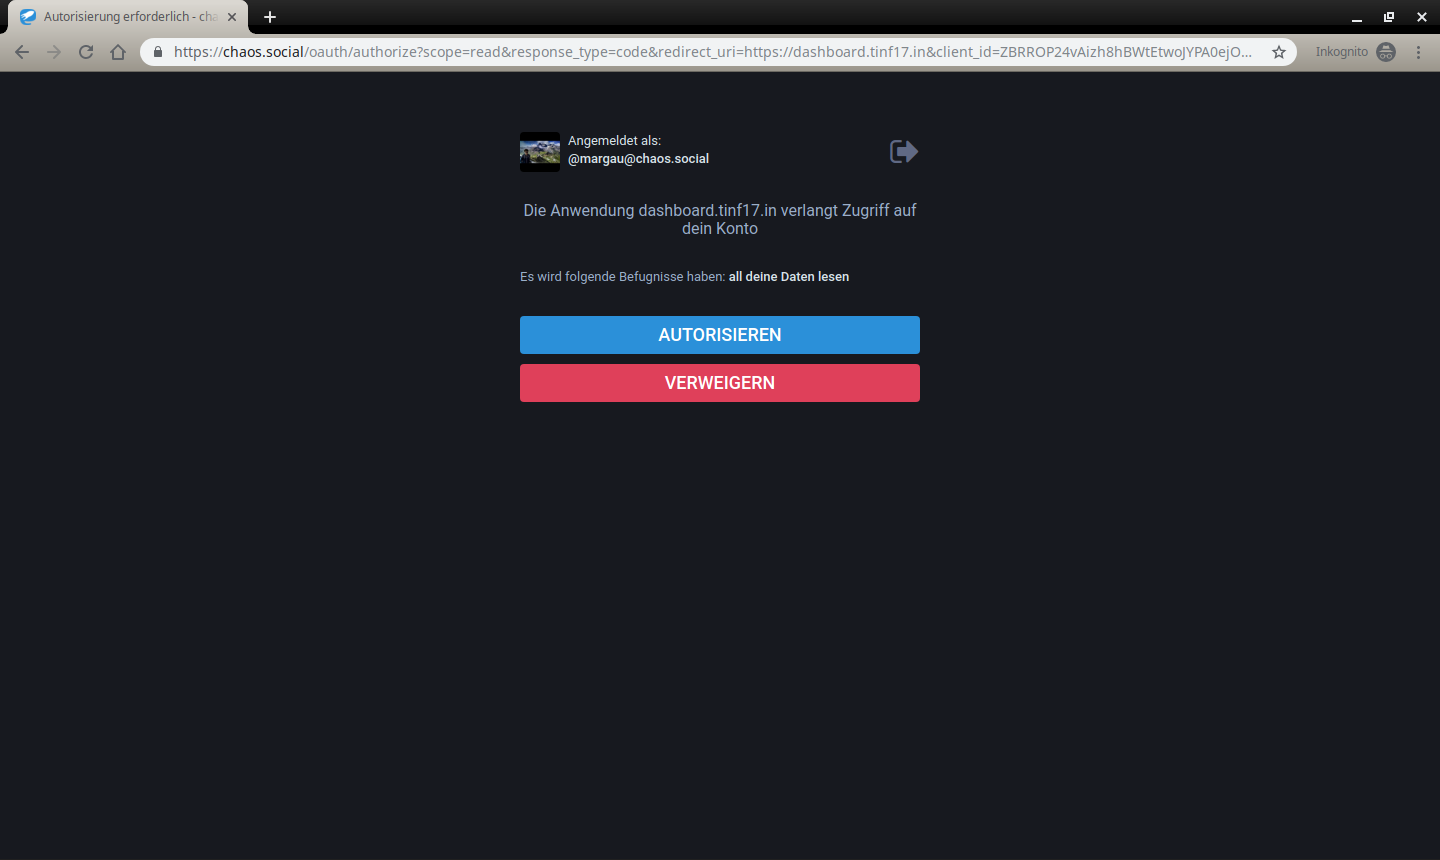 Autorisierung erforderlich - cha
https://chaos.social/oauth/authorize?scope=read&response_type=code&redirect_uri=https://dashboard.tinf17.in&client_id=ZBRROP24vAizh8hBWtEtwoJYPA0ejO...
Inkognito
Angemeldet als:
@margau@chaos.social
Die Anwendung dashboard.tinf17.in verlangt Zugriff auf
dein Konto
Es wird folgende Befugnisse haben: all deine Daten lesen
AUTORISIEREN
VERWEIGERN